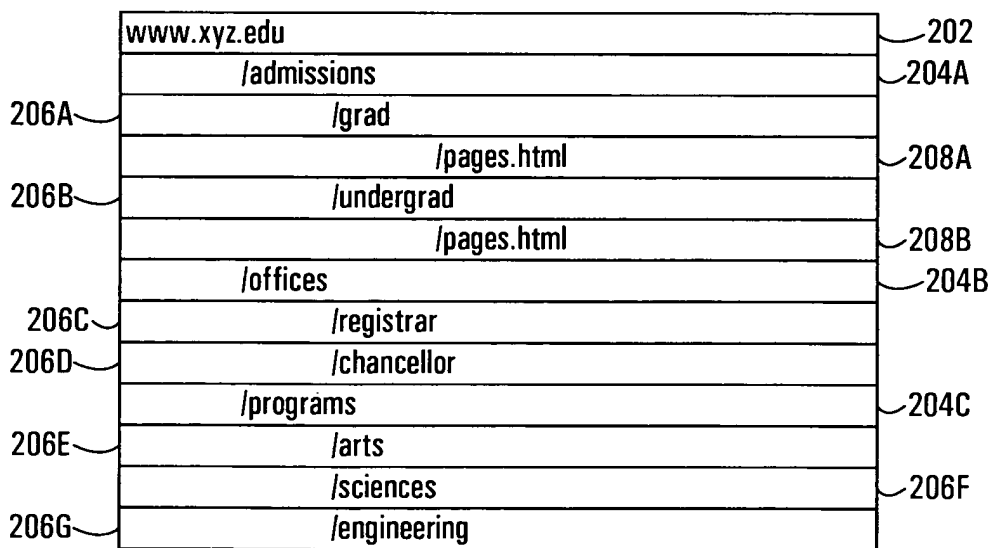 www.xyz.edu 202
/admissions 204A
206A /grad
/pages.html 208A
206B /undergrad
/pages.html 208B
/offices 204B
206C /registrar
206D /chancellor
/programs 204C
206E /arts
/sciences 206F
206G /engineering